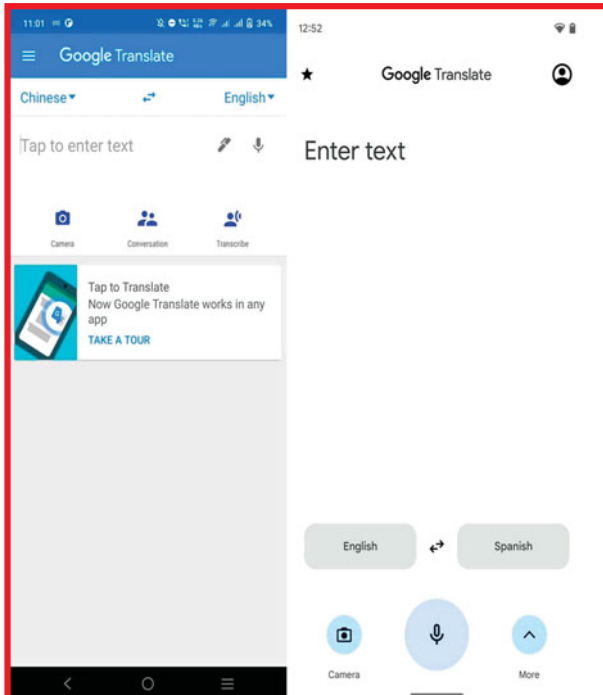 11:01
34%
Google Translate
Chinese
English
Tap to enter text
Camera
Conversation
Transcribe
Tap to Translate
Now Google Translate works in any
app
TAKE A TOUR
12:52
Google Translate
Enter text
English
Spanish
Camera
More